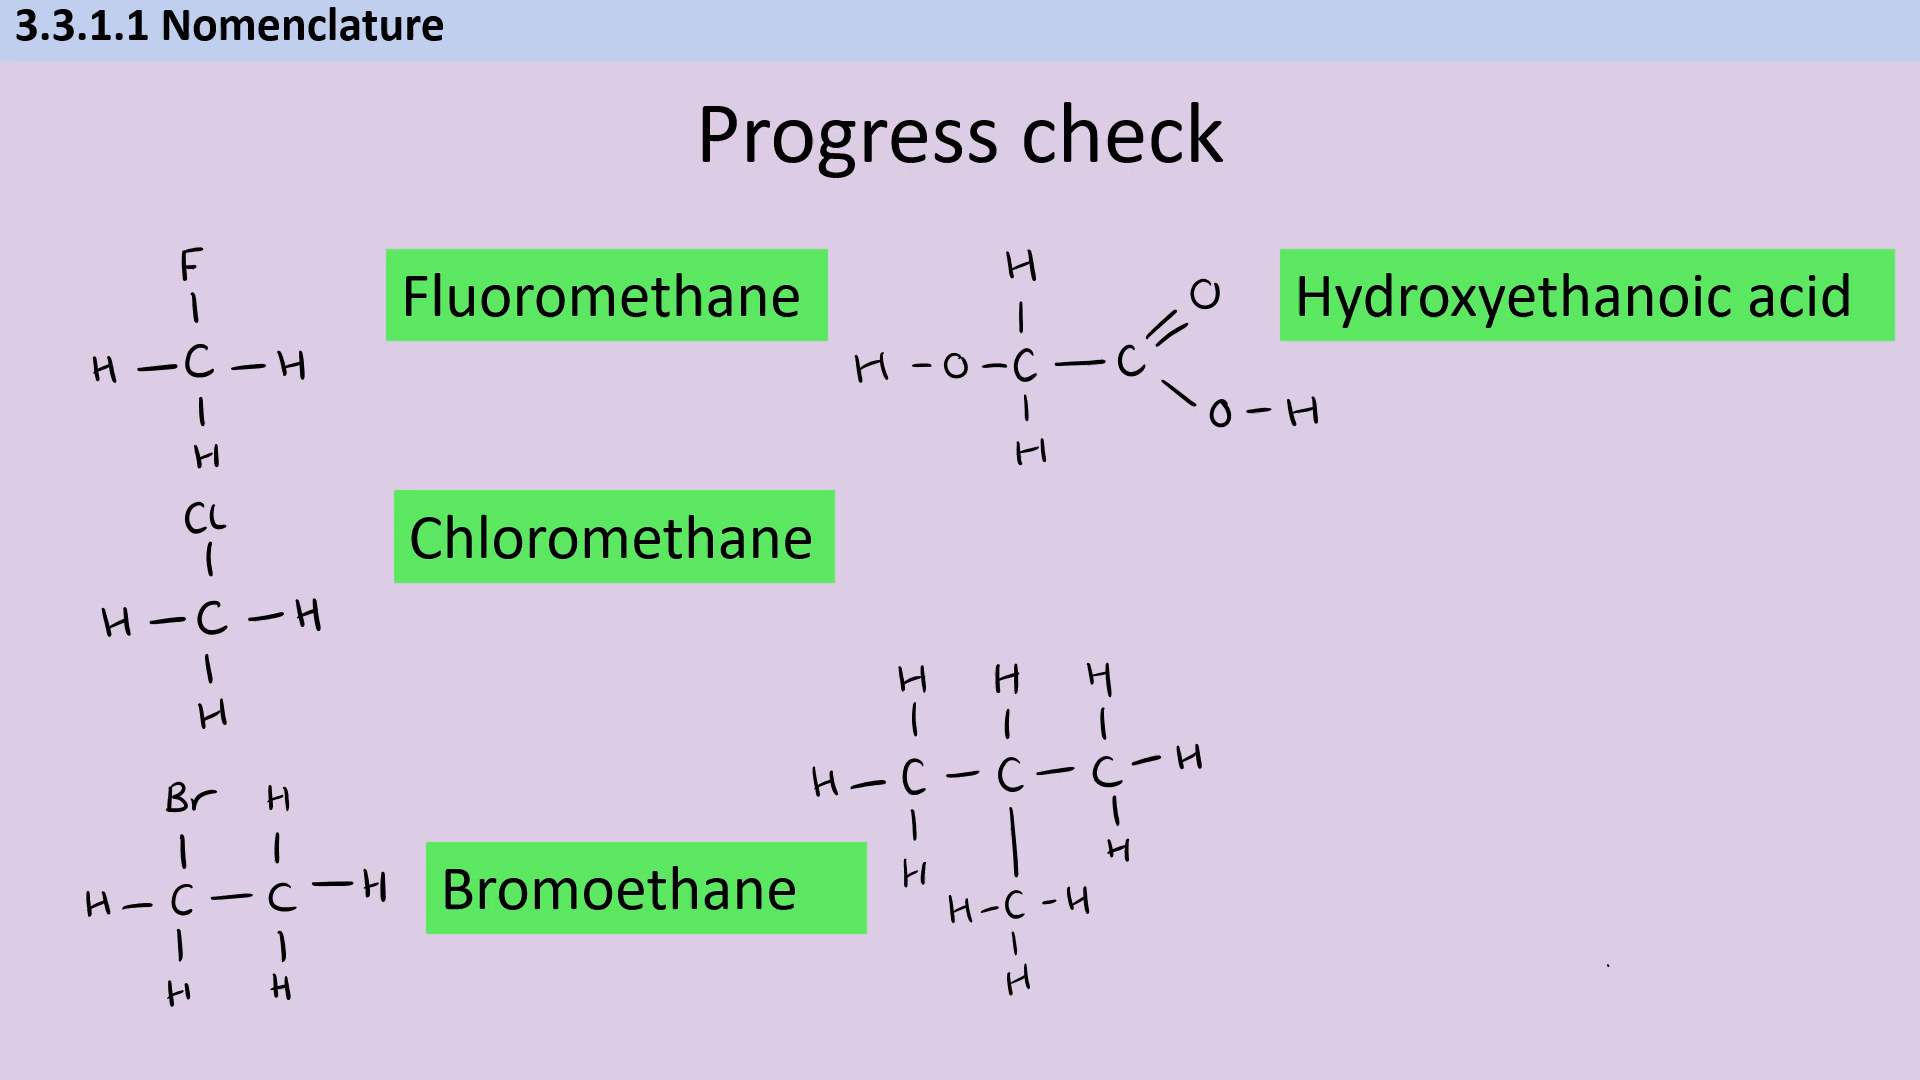 3.3.1.1 Nomenclature
Progress check
F
Fluoromethane
H - C - H
H
Cl
Chloromethane
H - C - H
H
Br H
H - C - C - H
Bromoethane
H H
H
O
Hydroxyethanoic acid
H - O - C - C
O - H
H
H H H
H - C - C - C - H
H H
H - C - H
H